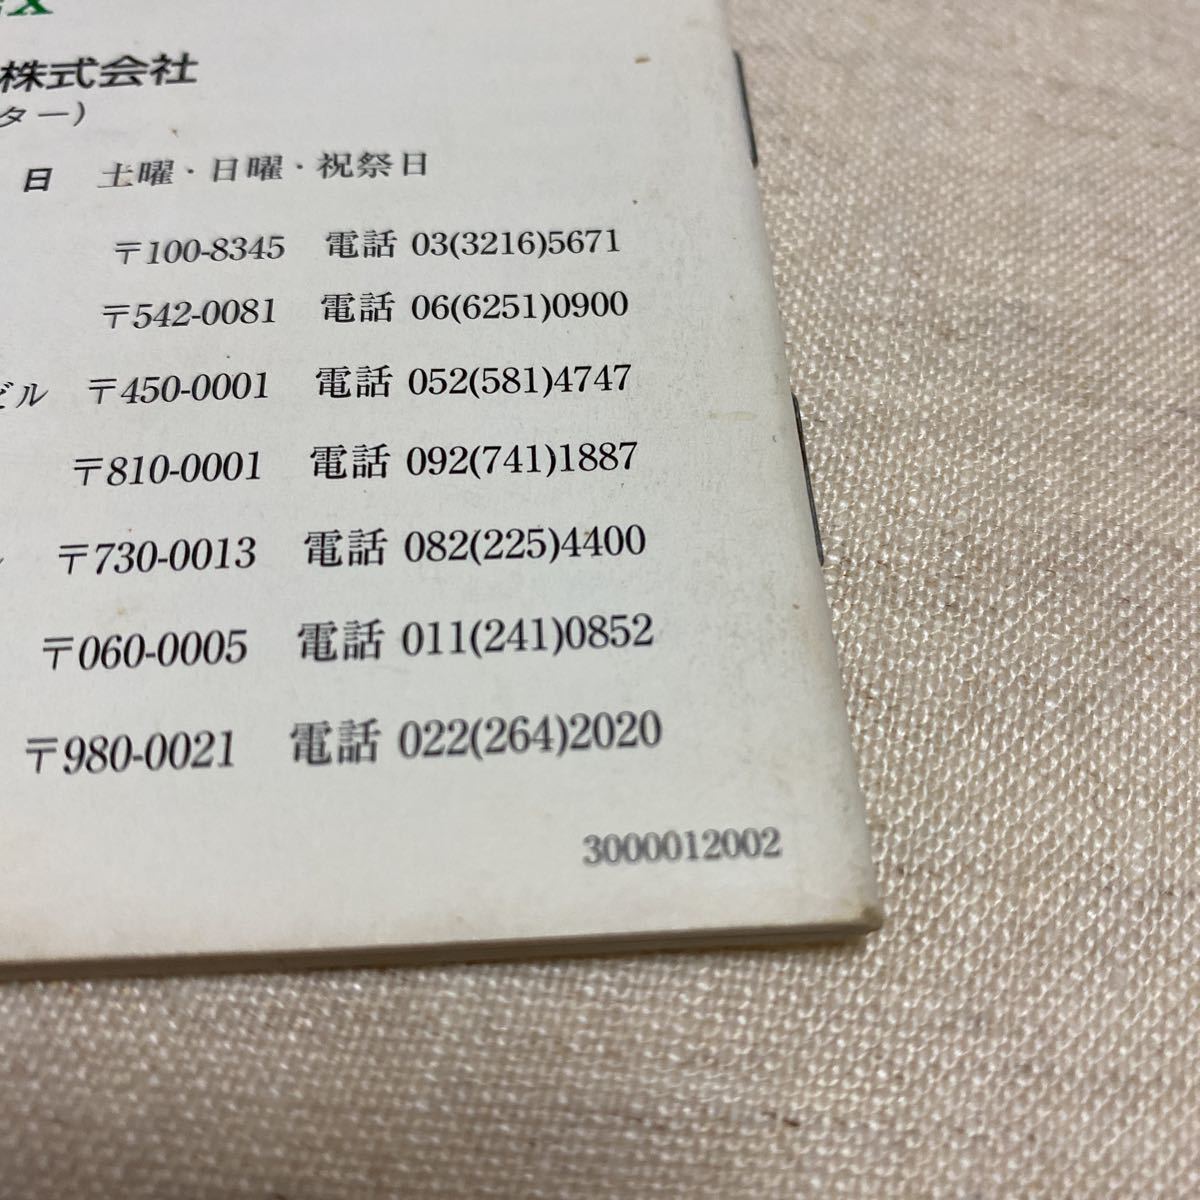 X
株式会社
ター)
日 土曜・日曜・祝祭日
〒100-8345 電話 03(3216)5671
〒542-0081 電話 06(6251)0900
ビル 〒450-0001 電話 052(581)4747
〒810-0001 電話 092(741)1887
〒730-0013 電話 082(225)4400
〒060-0005 電話 011(241)0852
〒980-0021 電話 022(264)2020
3000012002